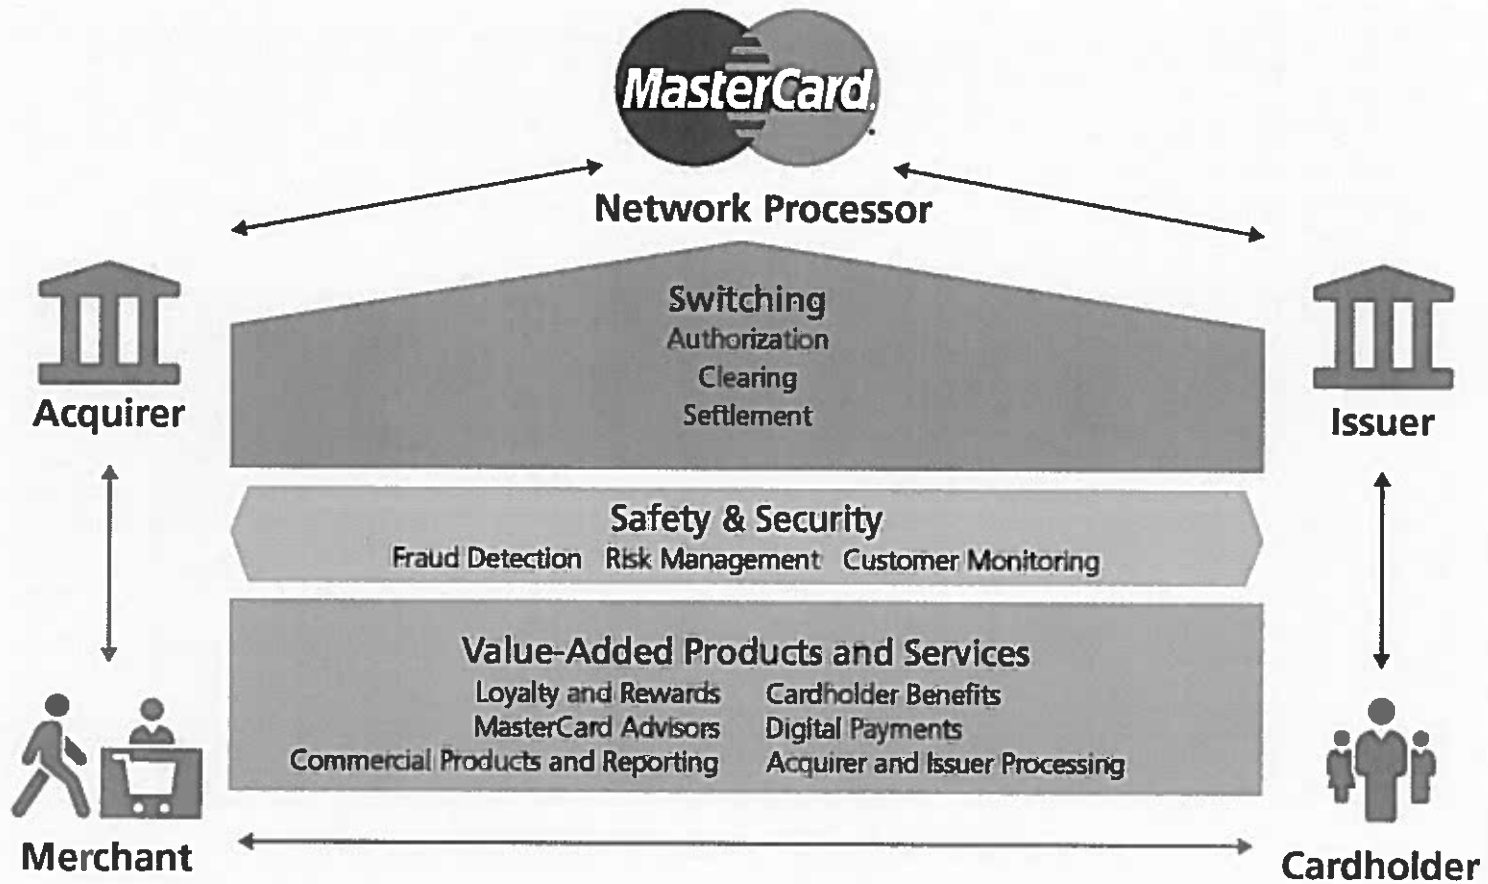 MasterCard
Network Processor
Switching
Authorization
Clearing
Settlement
Acquirer
Issuer
Safety & Security
Fraud Detection Risk Management Customer Monitoring
Value-Added Products and Services
Loyalty and Rewards Cardholder Benefits
MasterCard Advisors Digital Payments
Commercial Products and Reporting Acquirer and Issuer Processing
Merchant
Cardholder